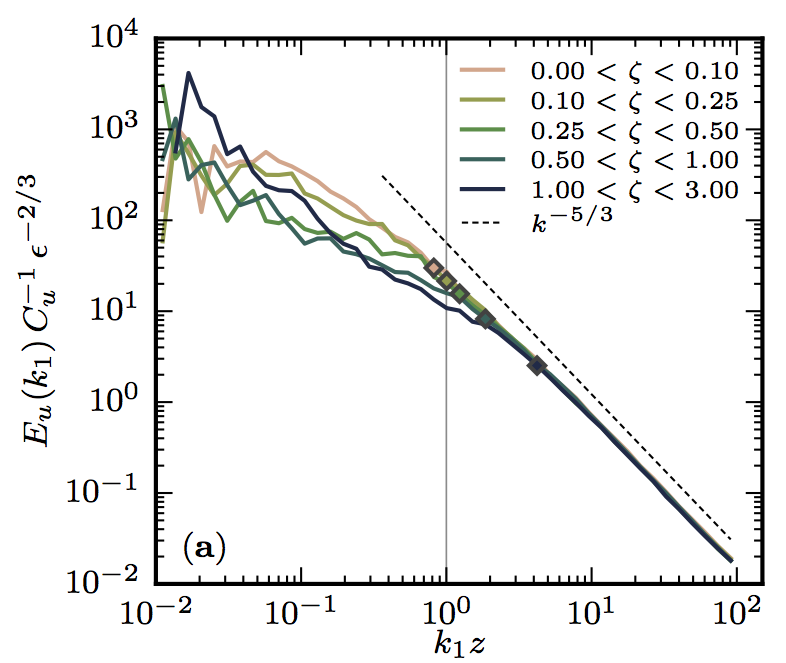 10^4
10^3
10^2
10^1
10^0
10^{-1}
10^{-2}
E_u(k_1) C_u^{-1} ϵ^{-2/3}
0.00 < ζ < 0.10
0.10 < ζ < 0.25
0.25 < ζ < 0.50
0.50 < ζ < 1.00
1.00 < ζ < 3.00
k^{-5/3}
(a)
10^{-2} 10^{-1} 10^0 10^1 10^2
k_1z